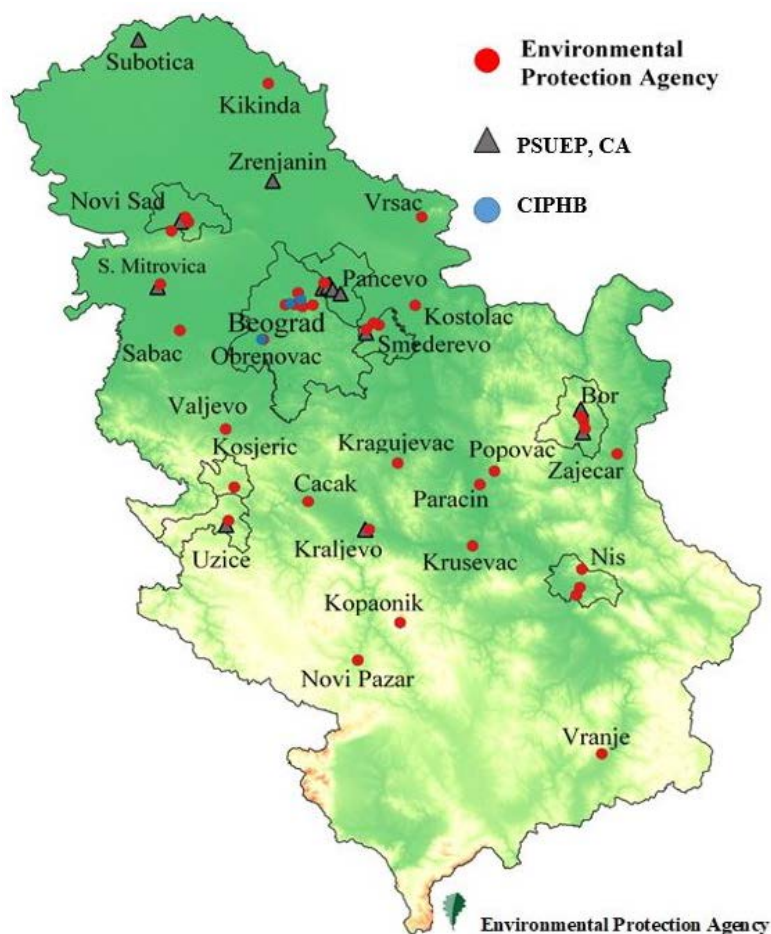 Subotica
Environmental
Protection Agency
Kikinda
PSUEP, CA
Zrenjanin
Novi Sad
Vrsac
CIPHB
S. Mitrovica
Pancevo
Beograd
Kostolac
Sabac
Obrenovac
Smederevo
Bor
Valjevo
Kosjeric
Kragujevac
Popovac
Zajecar
Cacak
Paracin
Uzice
Kraljevo
Krusevac
Nis
Kopaonik
Novi Pazar
Vranje
Environmental Protection Agency